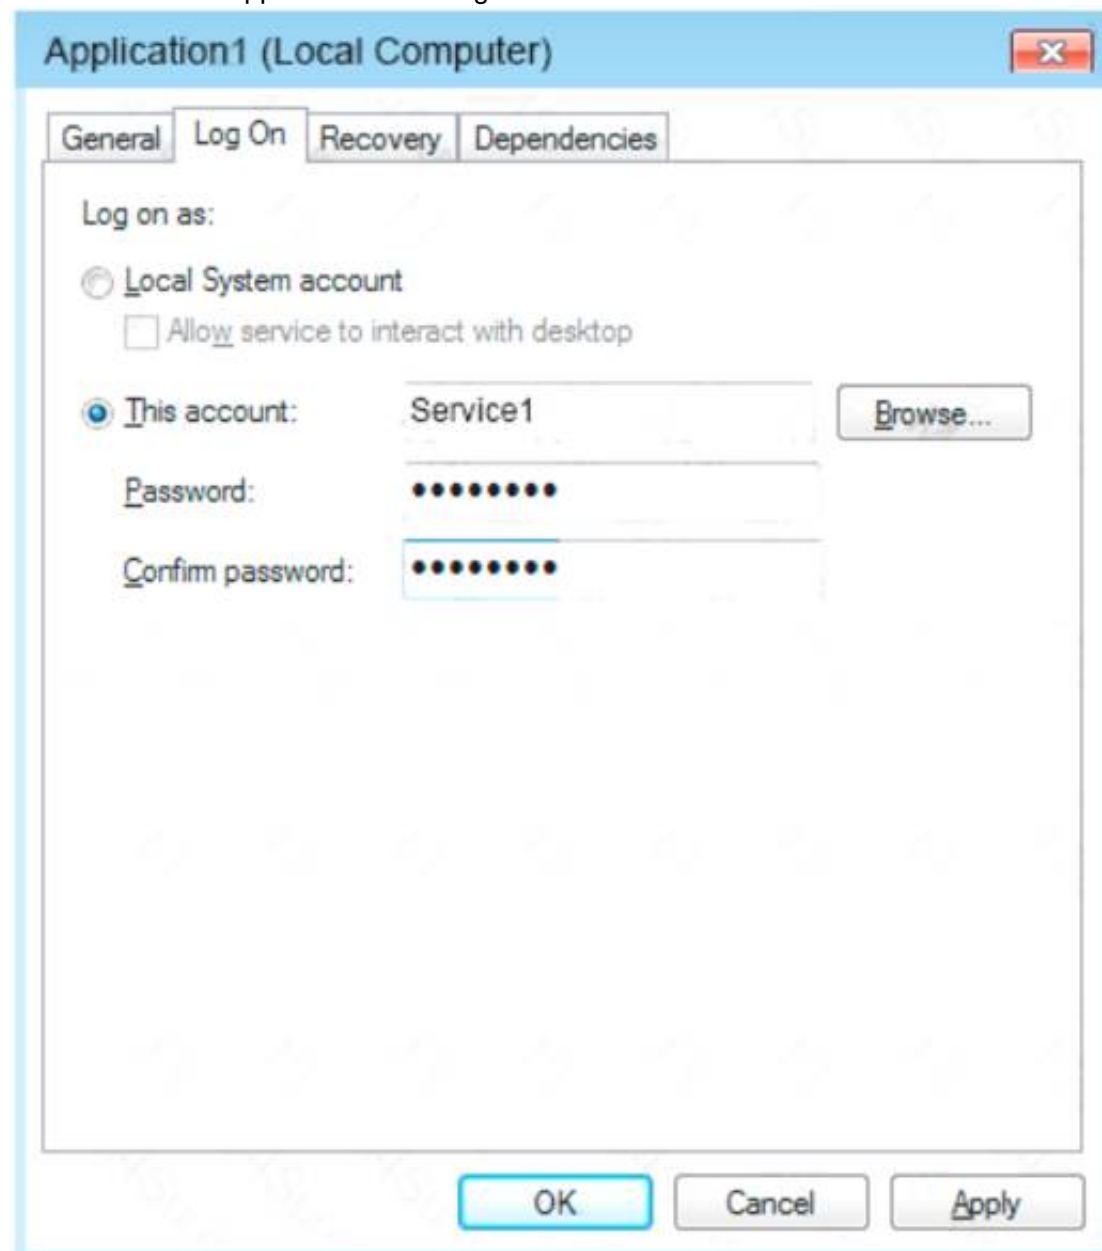 Application1 (Local Computer)
General Log On Recovery Dependencies
Log on as:
Local System account
Allow service to interact with desktop
This account: Service1 Browse...
Password: ••••••••
Confirm password: ••••••••
OK Cancel Apply